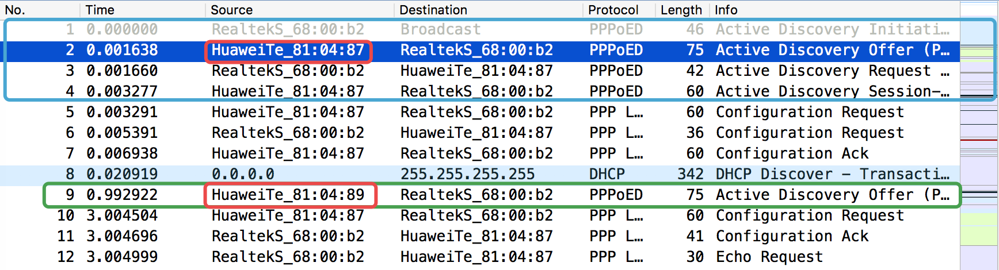 No. Time Source Destination Protocol Length Info
1 0.000000 RealtekS_68:00:b2 Broadcast PPPoED 46 Active Discovery Initiati…
2 0.001638 HuaweiTe_81:04:87 RealtekS_68:00:b2 PPPoED 75 Active Discovery Offer (P…
3 0.001660 RealtekS_68:00:b2 HuaweiTe_81:04:87 PPPoED 42 Active Discovery Request …
4 0.003277 HuaweiTe_81:04:87 RealtekS_68:00:b2 PPPoED 60 Active Discovery Session-…
5 0.003291 HuaweiTe_81:04:87 RealtekS_68:00:b2 PPP L… 60 Configuration Request
6 0.005391 RealtekS_68:00:b2 HuaweiTe_81:04:87 PPP L… 36 Configuration Request
7 0.006938 HuaweiTe_81:04:87 RealtekS_68:00:b2 PPP L… 60 Configuration Ack
8 0.020919 0.0.0.0 255.255.255.255 DHCP 342 DHCP Discover - Transacti…
9 0.992922 HuaweiTe_81:04:89 RealtekS_68:00:b2 PPPoED 75 Active Discovery Offer (P…
10 3.004504 HuaweiTe_81:04:87 RealtekS_68:00:b2 PPP L… 60 Configuration Request
11 3.004696 RealtekS_68:00:b2 HuaweiTe_81:04:87 PPP L… 41 Configuration Ack
12 3.004999 RealtekS_68:00:b2 HuaweiTe_81:04:87 PPP L… 30 Echo Request